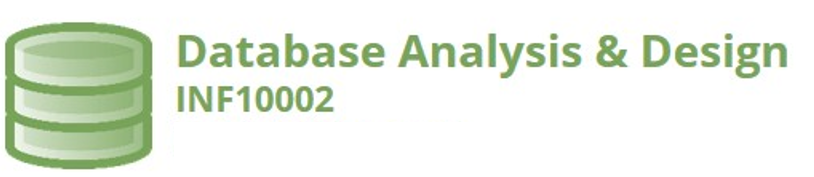 Database Analysis & Design
INF10002